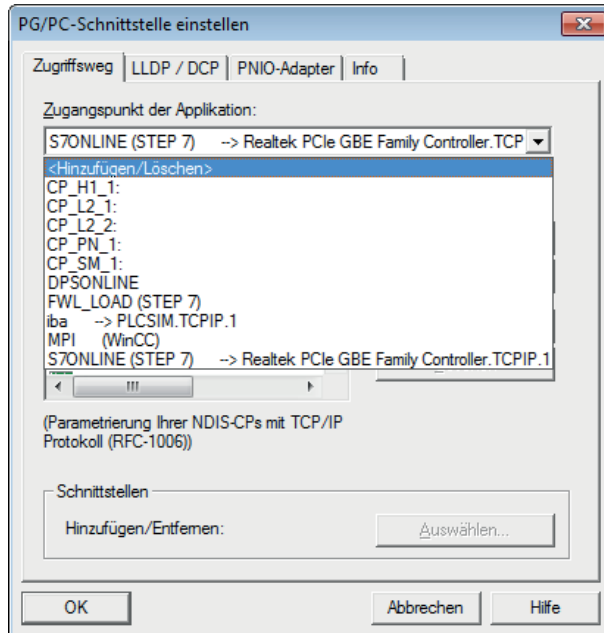 PG/PC-Schnittstelle einstellen
Zugriffsweg LLDP / DCP PNIO-Adapter Info
Zugangspunkt der Applikation:
S7ONLINE (STEP 7) --> Realtek PCIe GBE Family Controller.TCP
<Hinzufügen/Löschen>
CP_H1_1:
CP_L2_1:
CP_L2_2:
CP_PN_1:
CP_SM_1:
DPSONLINE
FWL_LOAD (STEP 7)
iba --> PLCSIM.TCPIP.1
MPI (WinCC)
S7ONLINE (STEP 7) --> Realtek PCIe GBE Family Controller.TCPIP.1
(Parametrierung Ihrer NDIS-CPs mit TCP/IP
Protokoll (RFC-1006))
Schnittstellen
Hinzufügen/Entfernen: Auswählen...
OK Abbrechen Hilfe